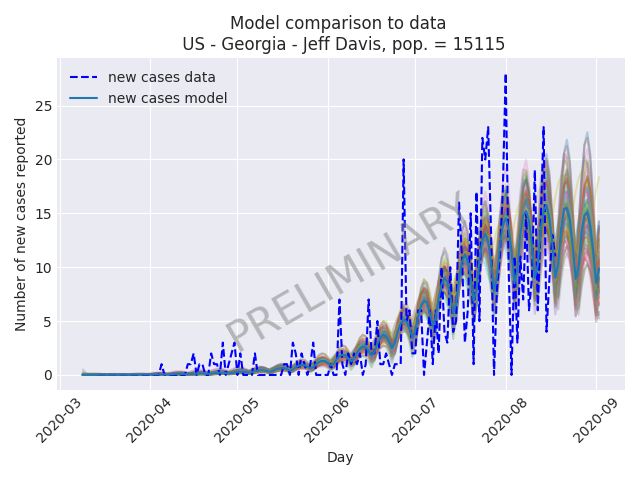 Model comparison to data
US - Georgia - Jeff Davis, pop. = 15115
new cases data
new cases model
PRELIMINARY
Number of new cases reported
25
20
15
10
5
0
2020-03
2020-04
2020-05
2020-06
2020-07
2020-08
2020-09
Day